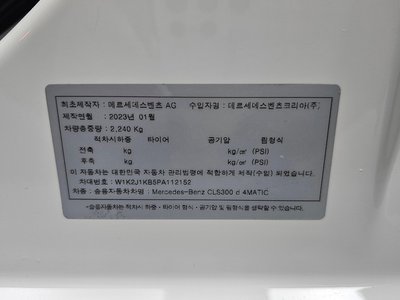 최초제작자 : 메르세데스벤츠 AG 수입자명 : 메르세데스벤츠코리아(주)
제작연월 : 2023년 01월
차량총중량 : 2,240 Kg
적차시하중 타이어 공기압 림형식
전축 kg kg/㎠ (PSI)
후축 kg kg/㎠ (PSI)
이 자동차는 대한민국 자동차 관리법령에 적합하게 제작(수입) 되었습니다.
차대번호 : W1K2J1KB5PA112152
차종 : 승용자동차 차명 : Mercedes-Benz CLS300 d 4MATIC
-승용자동차는 적차시 하중 · 타이어 형식 · 공기압 및 림형식을 생략할 수 있습니다.